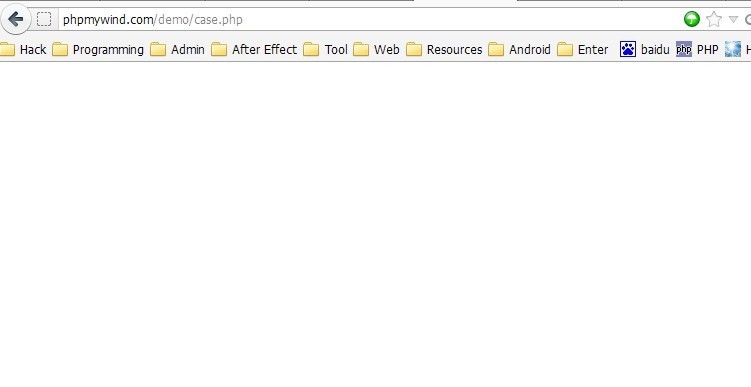 phpmywind.com/demo/case.php
Hack Programming Admin After Effect Tool Web Resources Android Enter baidu php PHP H